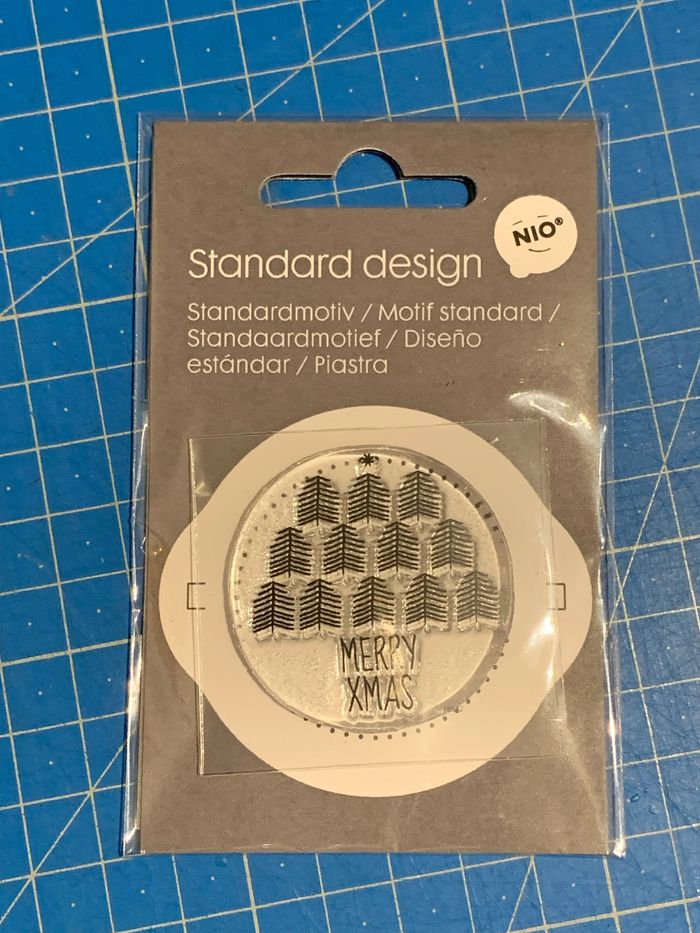 NIO®
Standard design
Standardmotiv / Motif standard /
Standaardmotief / Diseño
estándar / Piastra
MERRY
XMAS